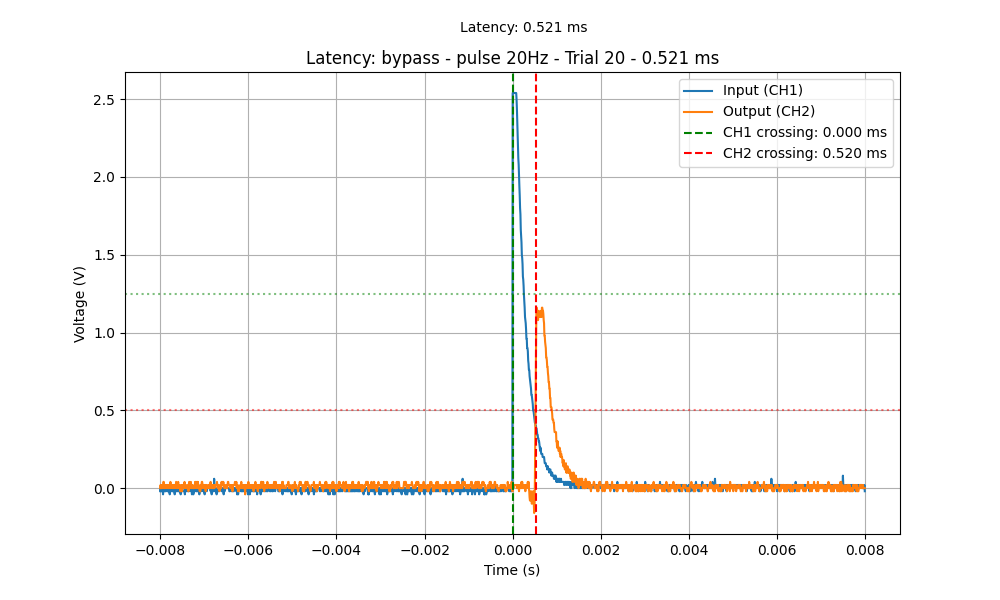 Latency: 0.521 ms
Latency: bypass - pulse 20Hz - Trial 20 - 0.521 ms
Input (CH1)
Output (CH2)
CH1 crossing: 0.000 ms
CH2 crossing: 0.520 ms
Voltage (V)
2.5
2.0
1.5
1.0
0.5
0.0
−0.008 −0.006 −0.004 −0.002 0.000 0.002 0.004 0.006 0.008
Time (s)